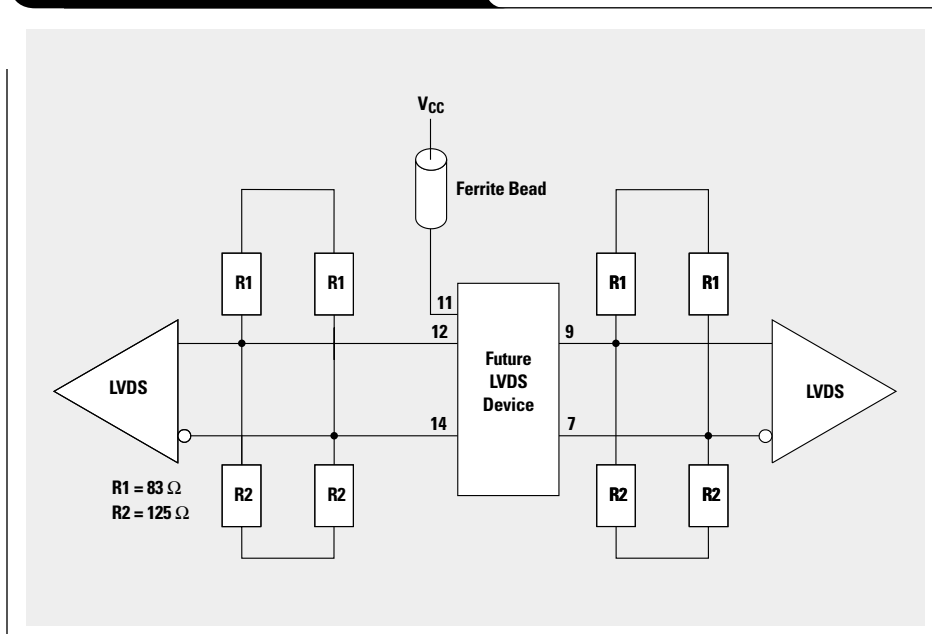 VCC
Ferrite Bead
R1
R1
R1
R1
11
12
9
LVDS
Future
LVDS
Device
LVDS
14
7
R1 = 83 Ω
R2 = 125 Ω
R2
R2
R2
R2